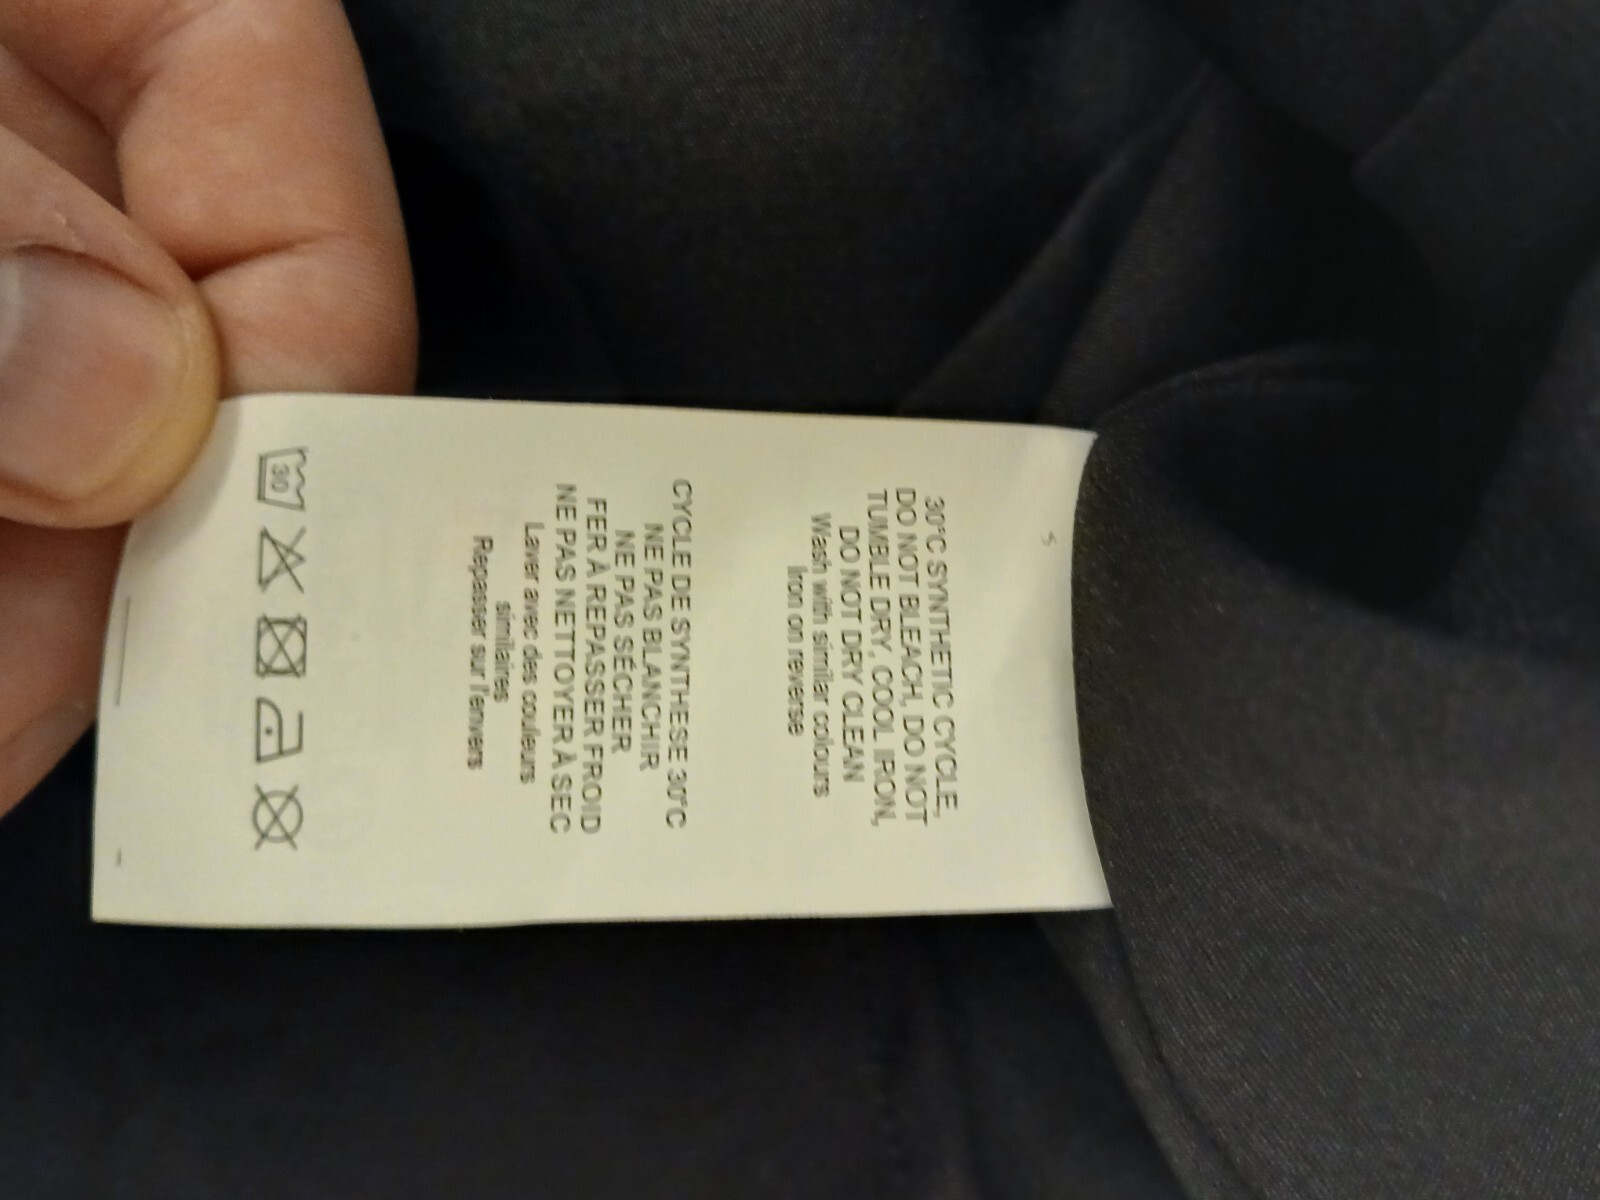 30°C SYNTHETIC CYCLE,
DO NOT BLEACH, DO NOT
TUMBLE DRY, COOL IRON,
DO NOT DRY CLEAN
Wash with similar colours
Iron on reverse
CYCLE DE SYNTHESE 30°C
NE PAS BLANCHIR
NE PAS SÉCHER
FER À REPASSER FROID
NE PAS NETTOYER À SEC
Laver avec des couleurs
similaires
Repasser sur l'envers
30